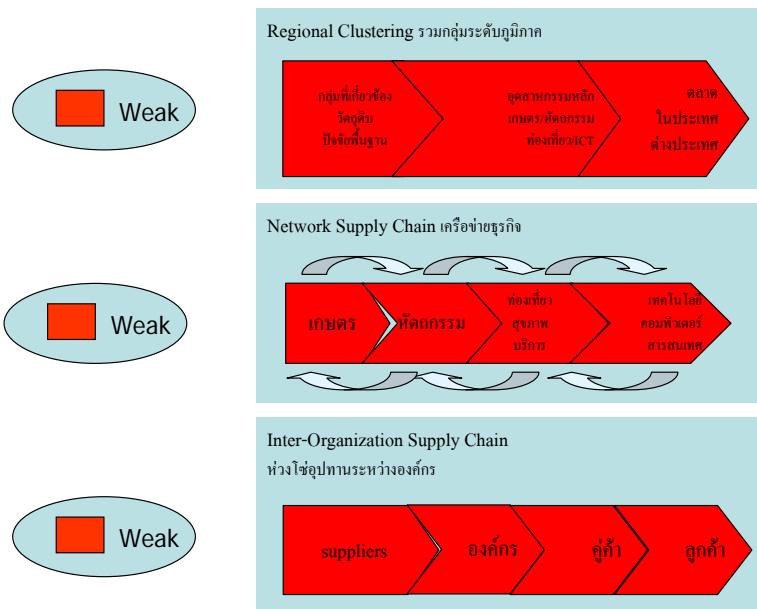 Regional Clustering รวมกลุ่มระดับภูมิภาค
Weak
กลุ่มที่เกี่ยวข้อง
วัตถุดิบ
ปัจจัยพื้นฐาน
อุตสาหกรรมหลัก
เกษตร/หัตถกรรม
ท่องเที่ยว/ICT
ตลาด
ในประเทศ
ต่างประเทศ
Network Supply Chain เครือข่ายธุรกิจ
Weak
เกษตร
หัตถกรรม
ท่องเที่ยว
สุขภาพ
บริการ
เทคโนโลยี
คอมพิวเตอร์
สารสนเทศ
Inter-Organization Supply Chain
ห่วงโซ่อุปทานระหว่างองค์กร
Weak
suppliers
องค์กร
คู่ค้า
ลูกค้า